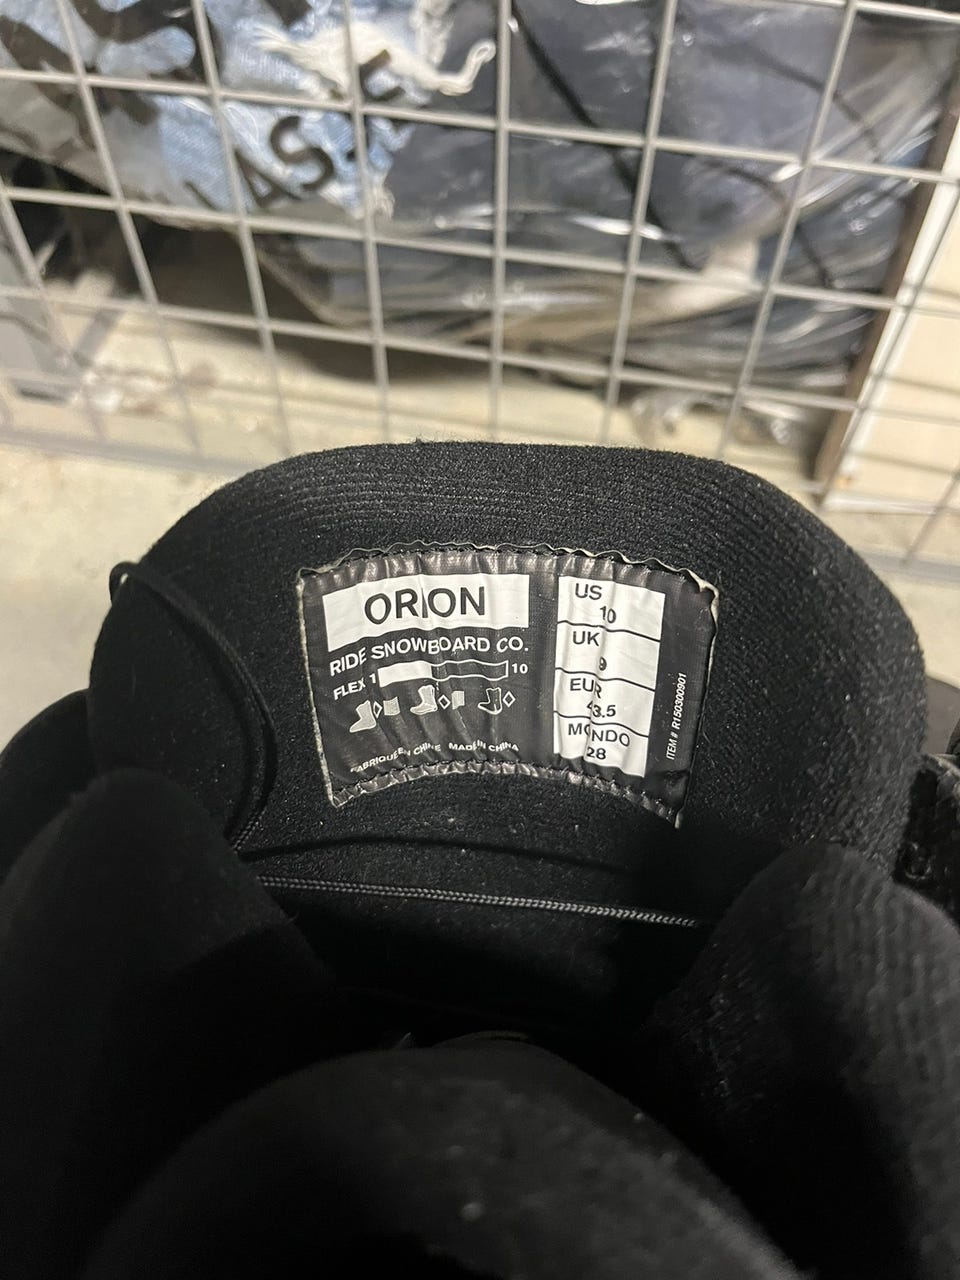 ORION
RIDE SNOWBOARD CO.
FLEX 1 10
FABRIQUE EN CHINE MADE IN CHINA
US
10
UK
9
EUR
43.5
MONDO
28
ITEM # R150300901